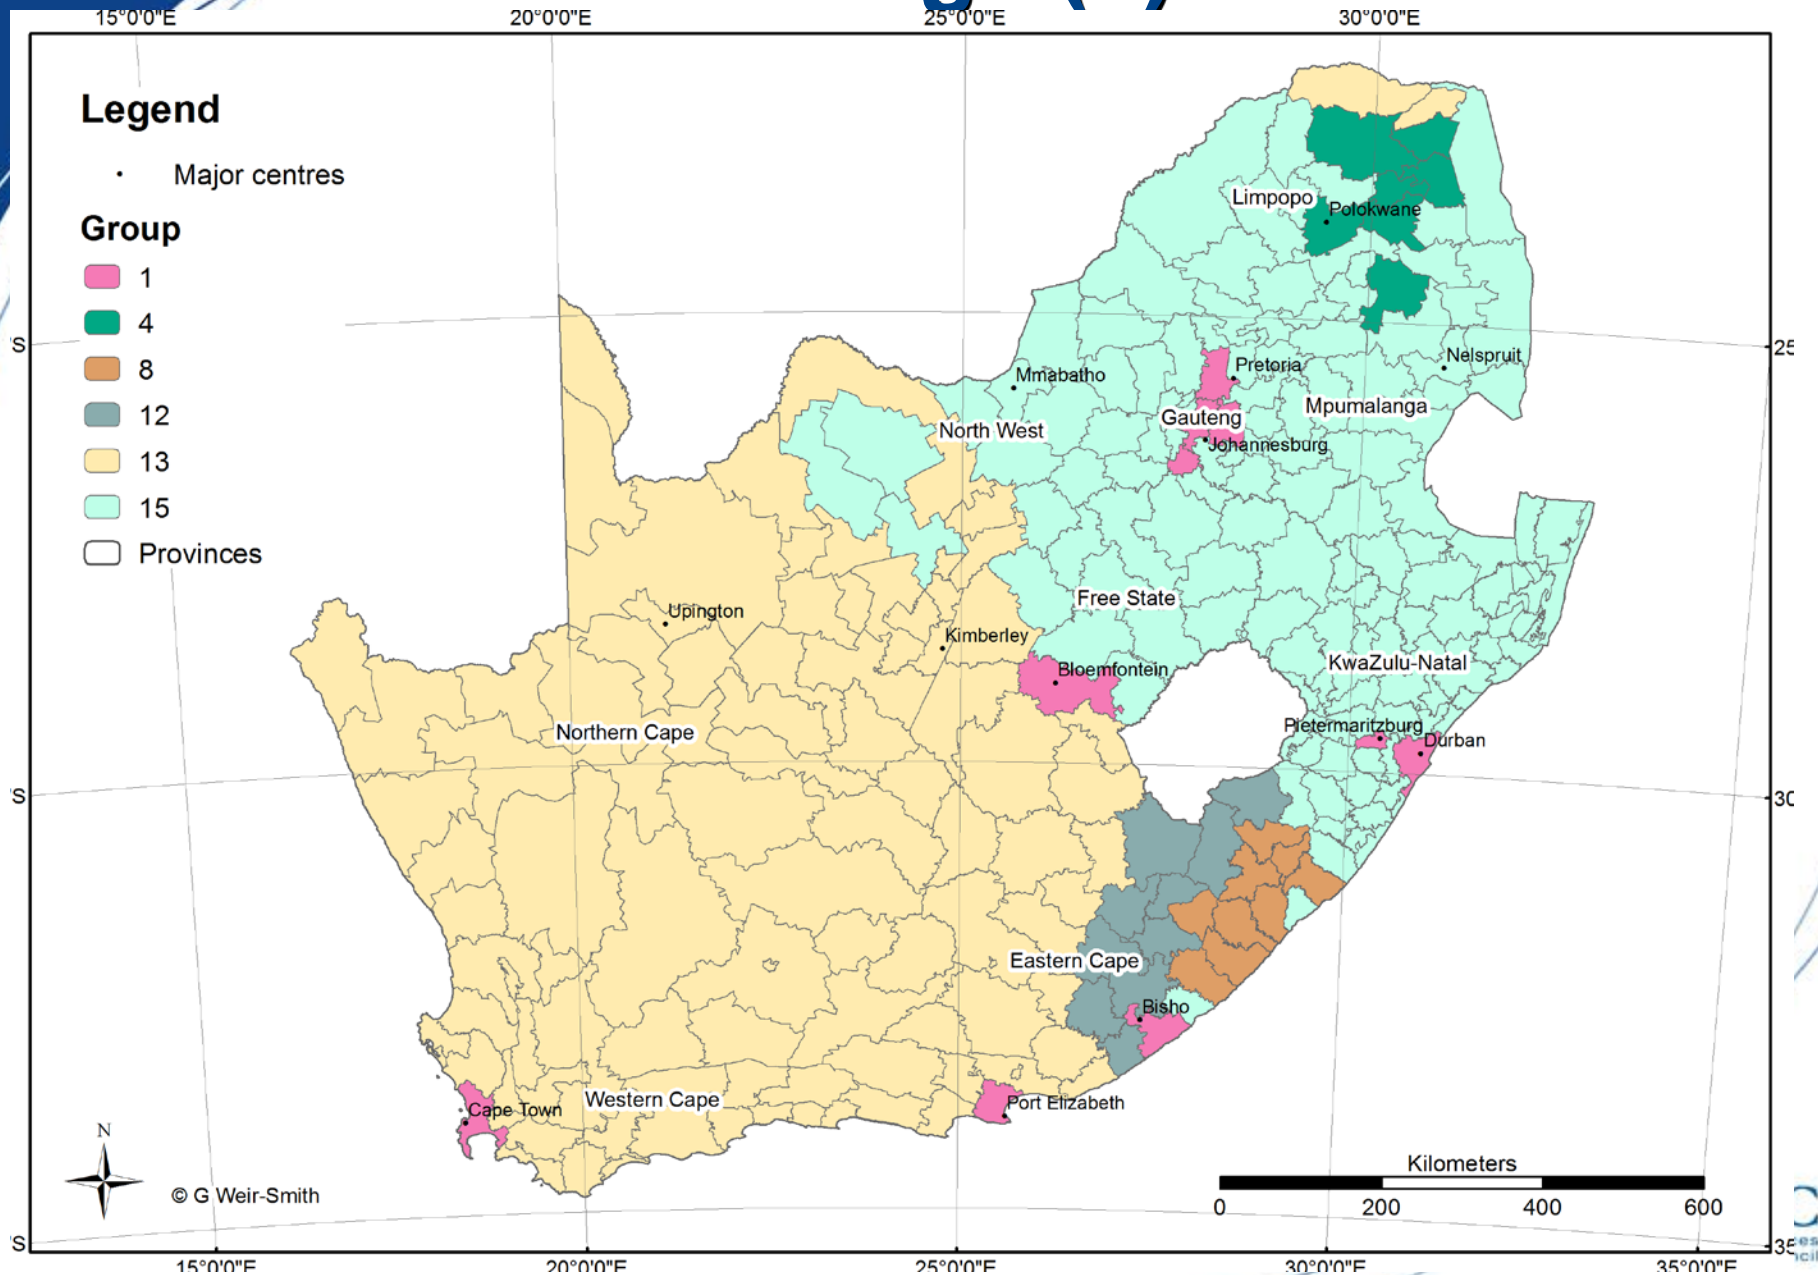 15°0'0"E 20°0'0"E 25°0'0"E 30°0'0"E
Legend
Major centres
Group
1
4
8
12
13
15
Provinces
Limpopo
Polokwane
Nelspruit
Pretoria
Mmabatho
Mpumalanga
Gauteng
North West
Johannesburg
Free State
Upington
Kimberley
KwaZulu-Natal
Bloemfontein
Northern Cape
Pietermaritzburg
Durban
Eastern Cape
Bisho
Western Cape
Port Elizabeth
Cape Town
N
© G Weir-Smith
Kilometers
0 200 400 600
15°0'0"E 20°0'0"E 25°0'0"E 30°0'0"E 35°0'0"E